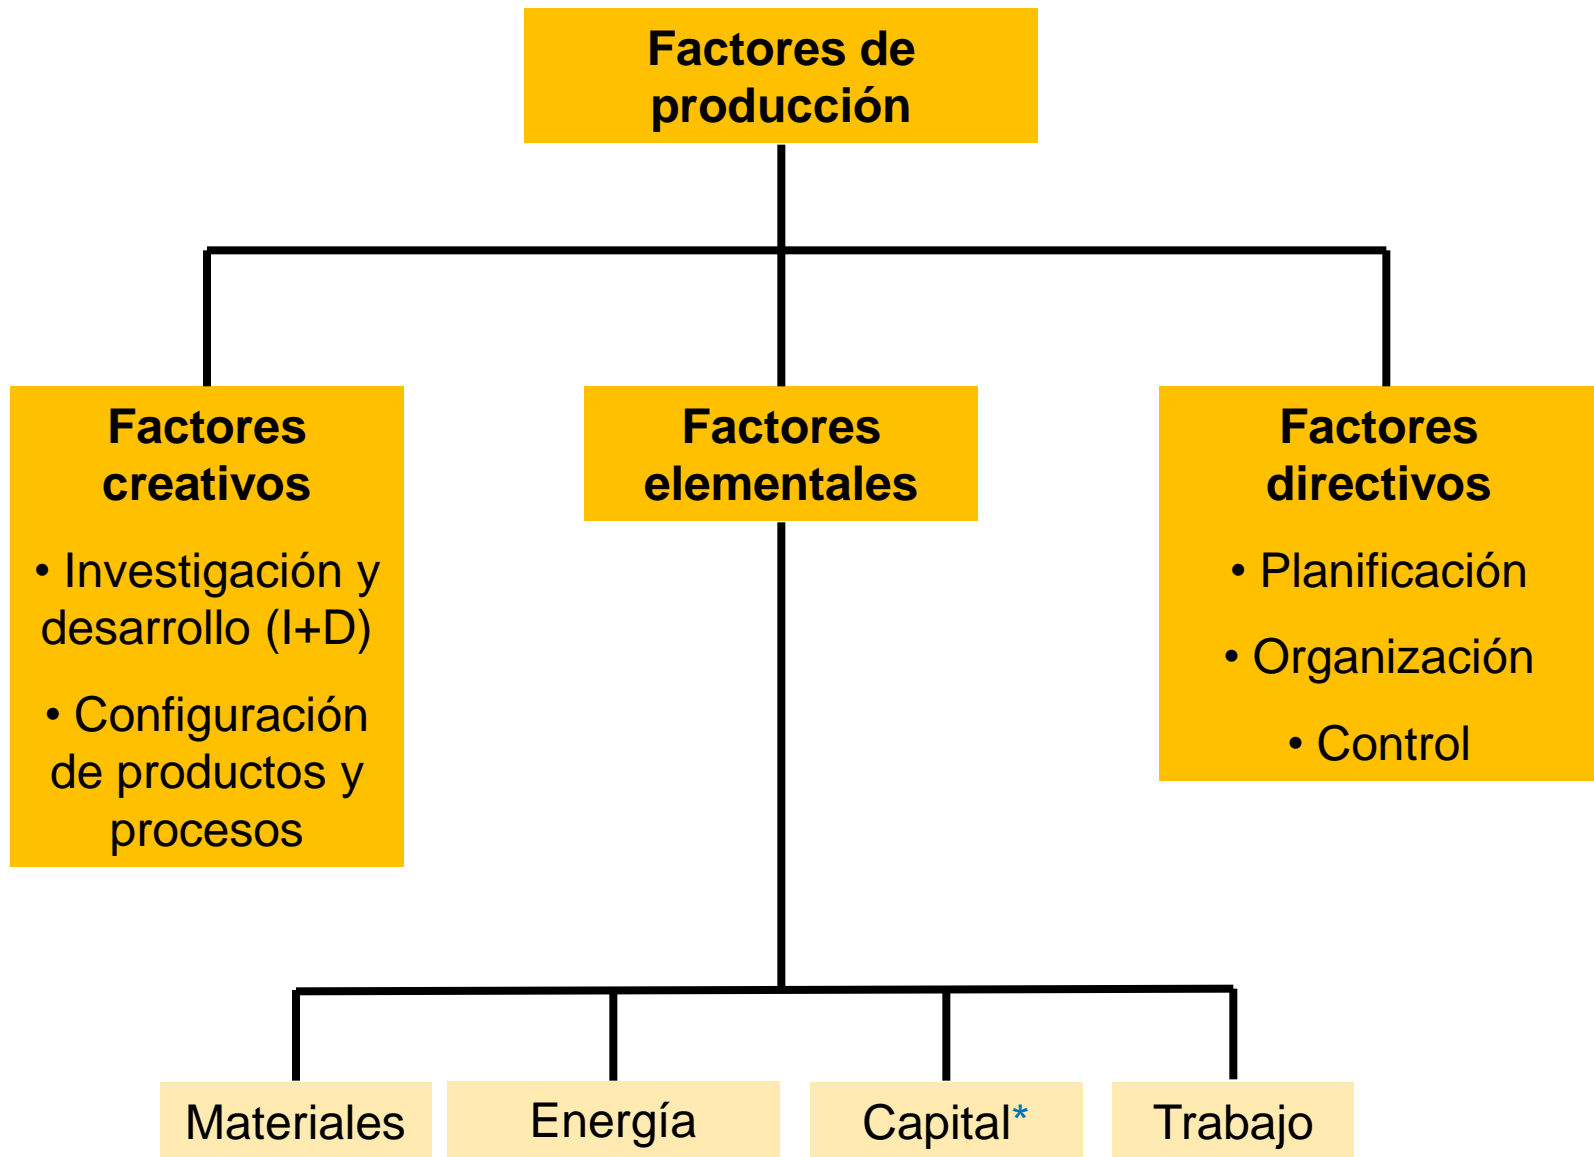 Factores de
producción
Factores
creativos
• Investigación y
desarrollo (I+D)
• Configuración
de productos y
procesos
Factores
elementales
Factores
directivos
• Planificación
• Organización
• Control
Materiales
Energía
Capital*
Trabajo